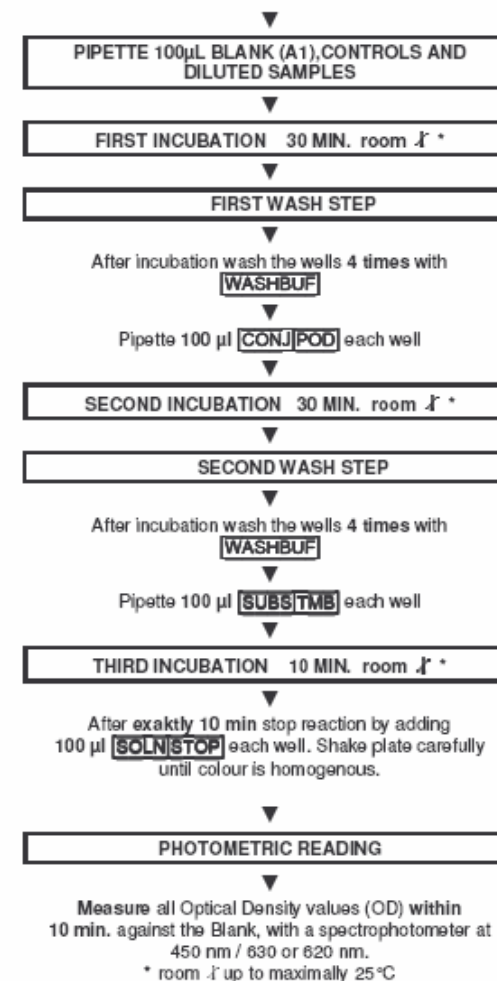 PIPETTE 100µL BLANK (A1),CONTROLS AND
DILUTED SAMPLES
FIRST INCUBATION 30 MIN. room *
FIRST WASH STEP
After incubation wash the wells 4 times with
WASHBUF
Pipette 100 µl CONJ POD each well
SECOND INCUBATION 30 MIN. room *
SECOND WASH STEP
After incubation wash the wells 4 times with
WASHBUF
Pipette 100 µl SUBS TMB each well
THIRD INCUBATION 10 MIN. room *
After exaktly 10 min stop reaction by adding
100 µl SOLN STOP each well. Shake plate carefully
until colour is homogenous.
PHOTOMETRIC READING
Measure all Optical Density values (OD) within
10 min. against the Blank, with a spectrophotometer at
450 nm / 630 or 620 nm.
* room up to maximally 25°C